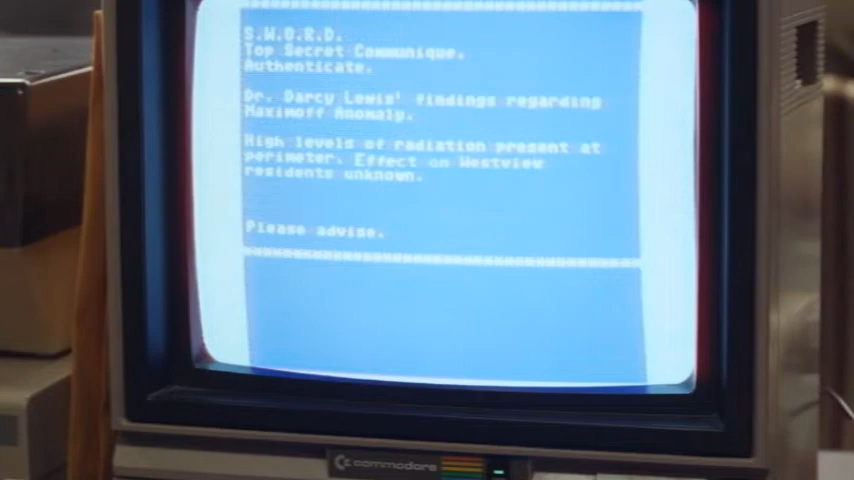 S.W.O.R.D.
Top Secret Communique.
Authenticate.
Dr. Darcy Lewis' findings regarding
Maximoff Anomaly.
High levels of radiation present at
perimeter. Effect on Westview
residents unknown.
Please advise.
commodore